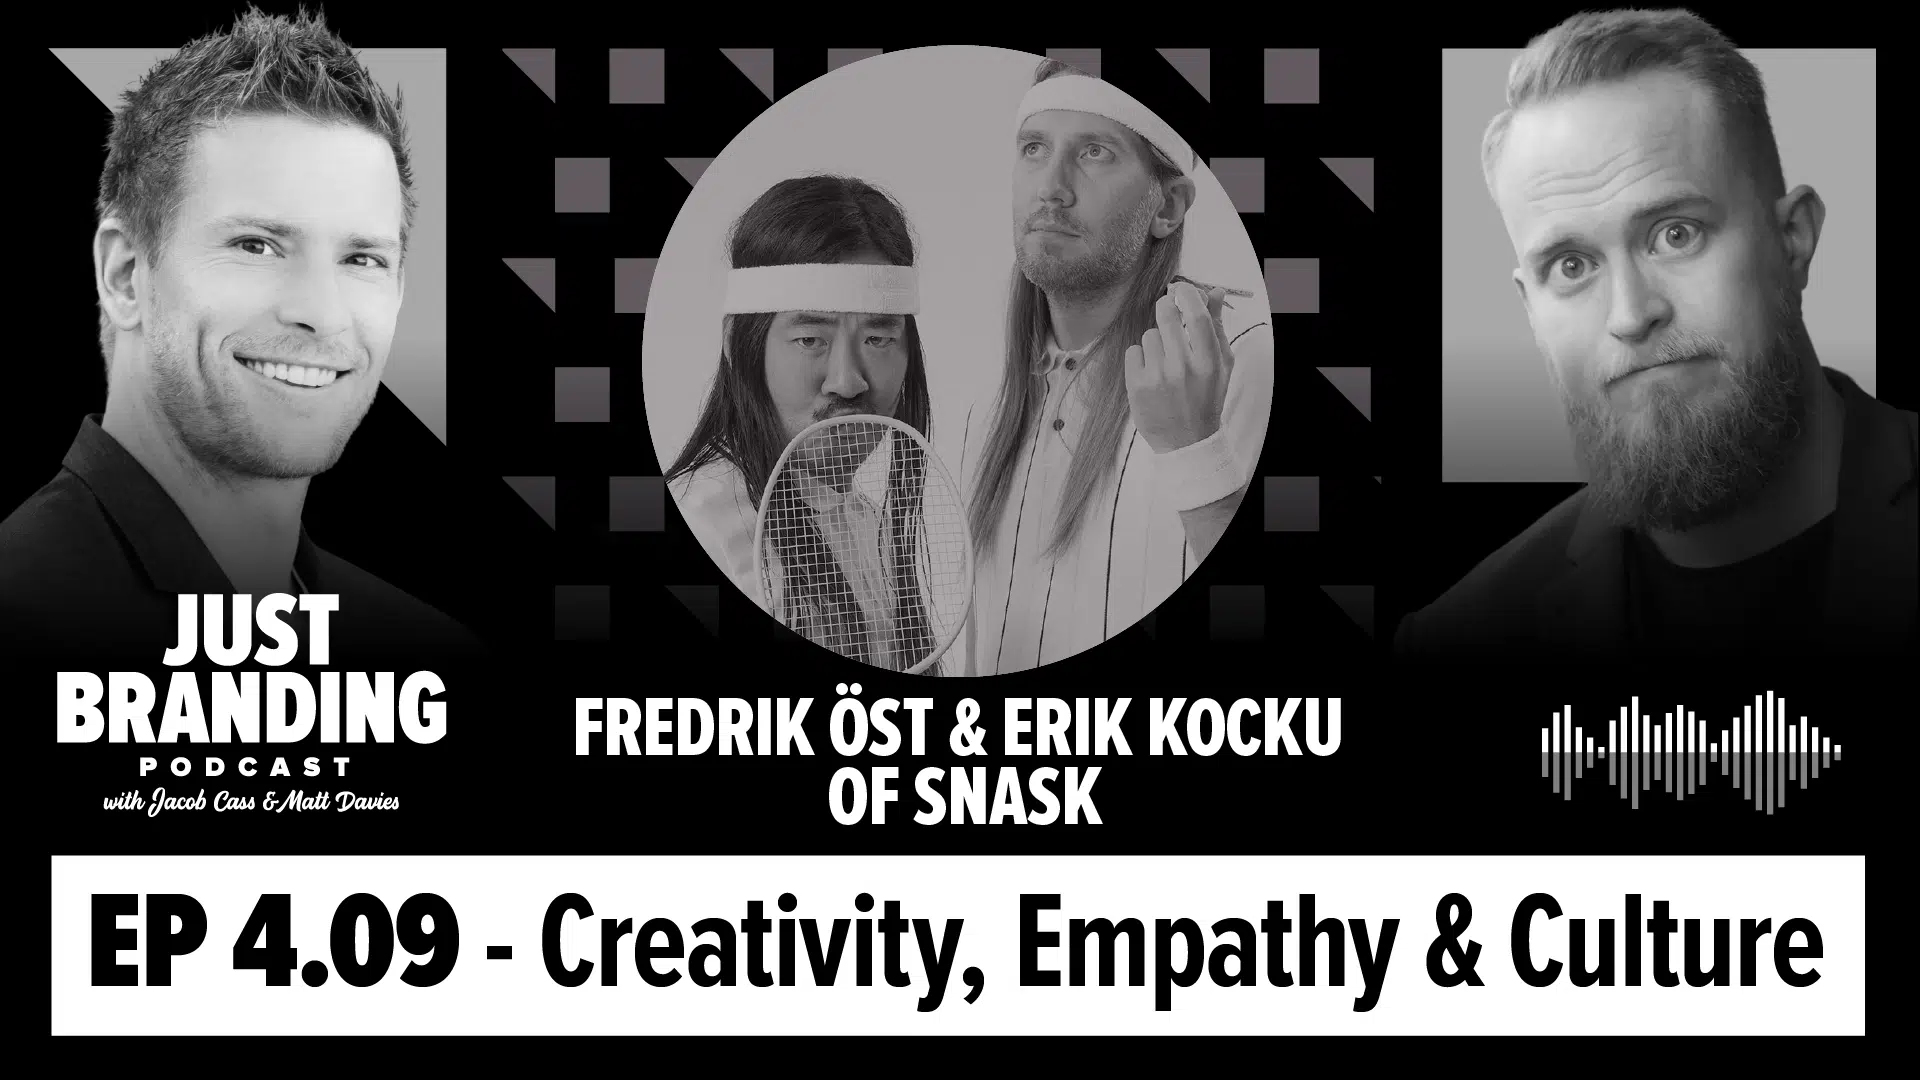 JUST
BRANDING
PODCAST
with Jacob Cass & Matt Davies
FREDRIK ÖST & ERIK KOCKU
OF SNASK
EP 4.09 - Creativity, Empathy & Culture